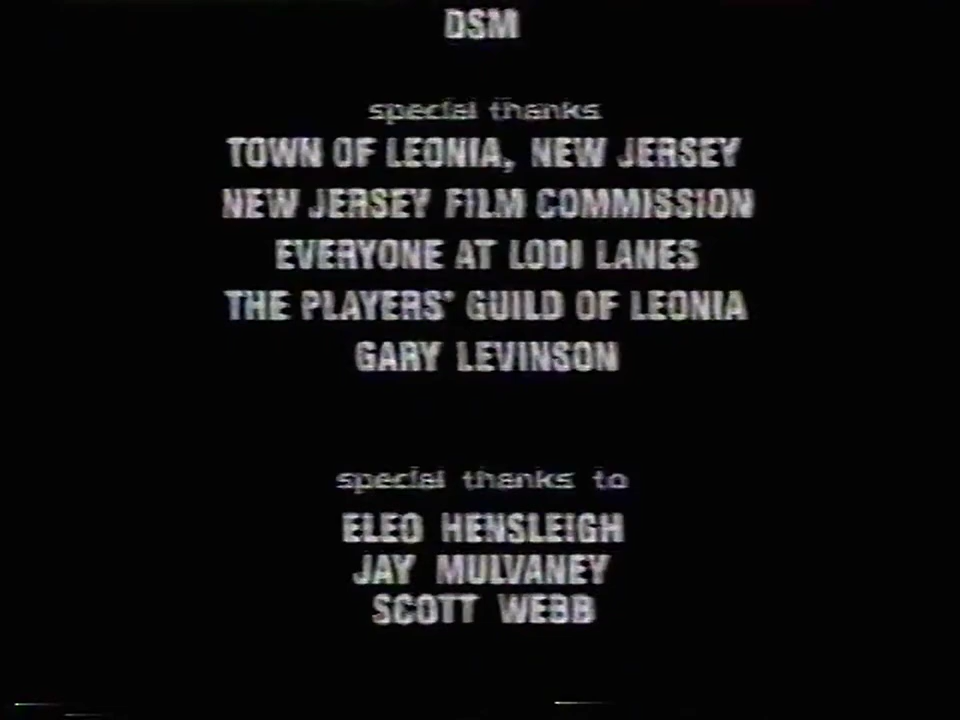 DSM
special thanks
TOWN OF LEONIA, NEW JERSEY
NEW JERSEY FILM COMMISSION
EVERYONE AT LODI LANES
THE PLAYERS' GUILD OF LEONIA
GARY LEVINSON
special thanks to
ELEO HENSLEIGH
JAY MULVANEY
SCOTT WEBB